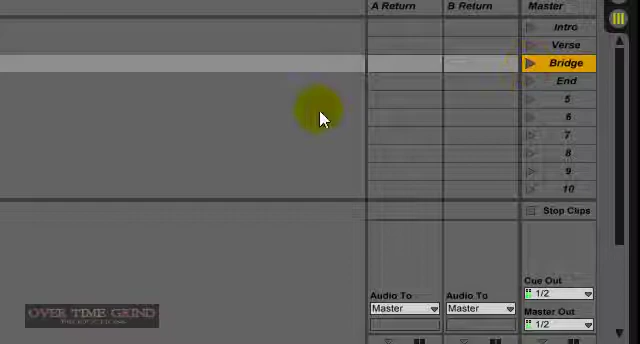 A Return B Return Master
Intro
Verse
Bridge
End
5
6
7
8
9
10
Stop Clips
Cue Out
Audio To Audio To 1/2
Master Master Master Out
1/2
OVER TIME GRIND